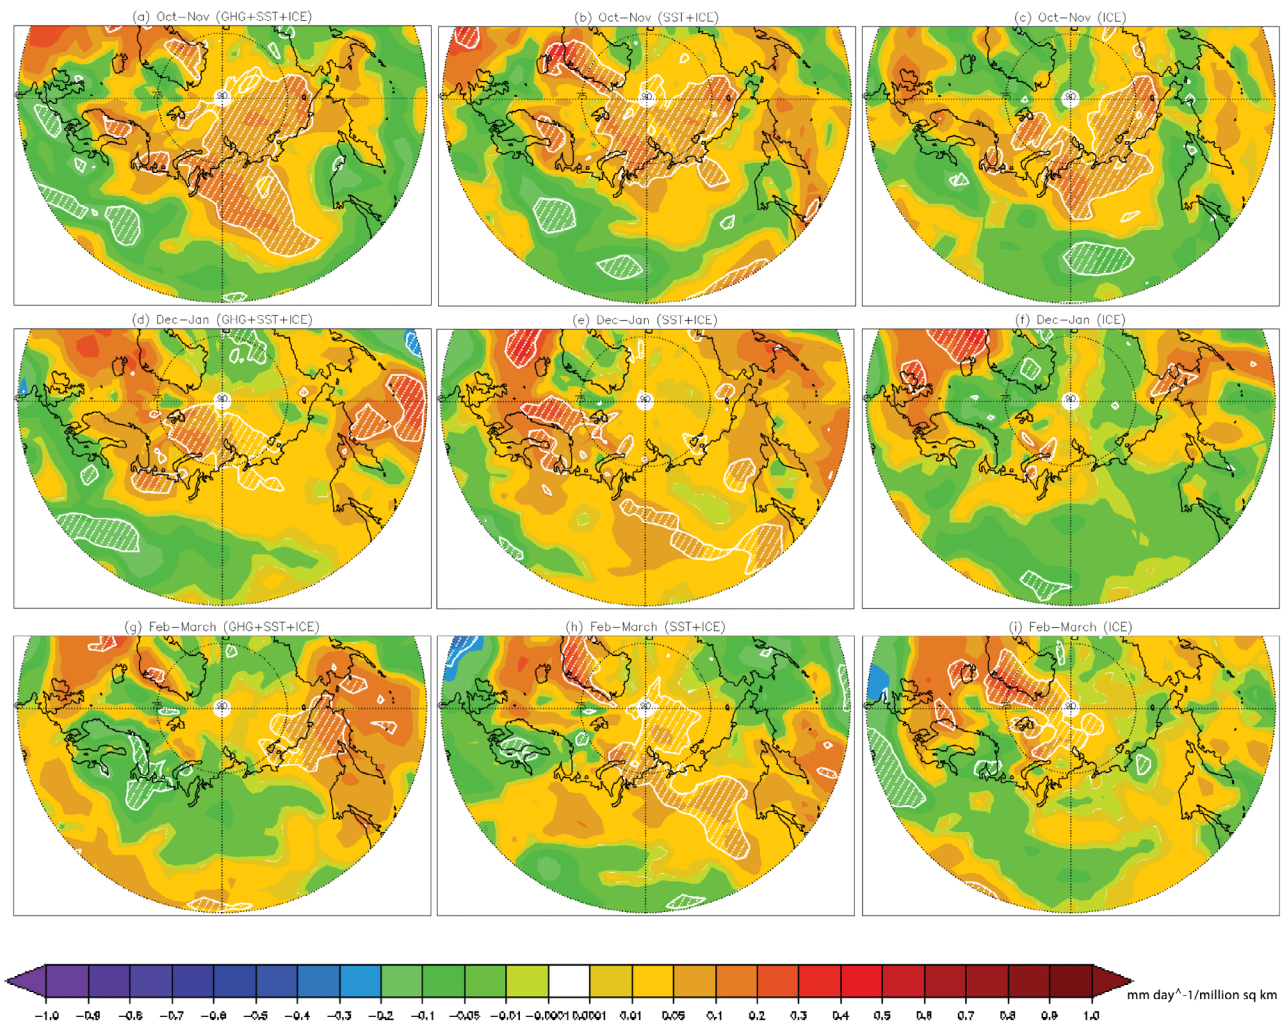 (a) Oct-Nov (GHG+SST+ICE)
(b) Oct-Nov (SST+ICE)
(c) Oct-Nov (ICE)
(d) Dec-Jan (GHG+SST+ICE)
(e) Dec-Jan (SST+ICE)
(f) Dec-Jan (ICE)
(g) Feb-March (GHG+SST+ICE)
(h) Feb-March (SST+ICE)
(i) Feb-March (ICE)
-1.0 -0.9 -0.8 -0.7 -0.6 -0.5 -0.4 -0.3 -0.2 -0.1 -0.05 -0.01 -0.0001 0.0001 0.01 0.05 0.1 0.2 0.3 0.4 0.5 0.6 0.7 0.8 0.9 1.0
mm day^-1/million sq km